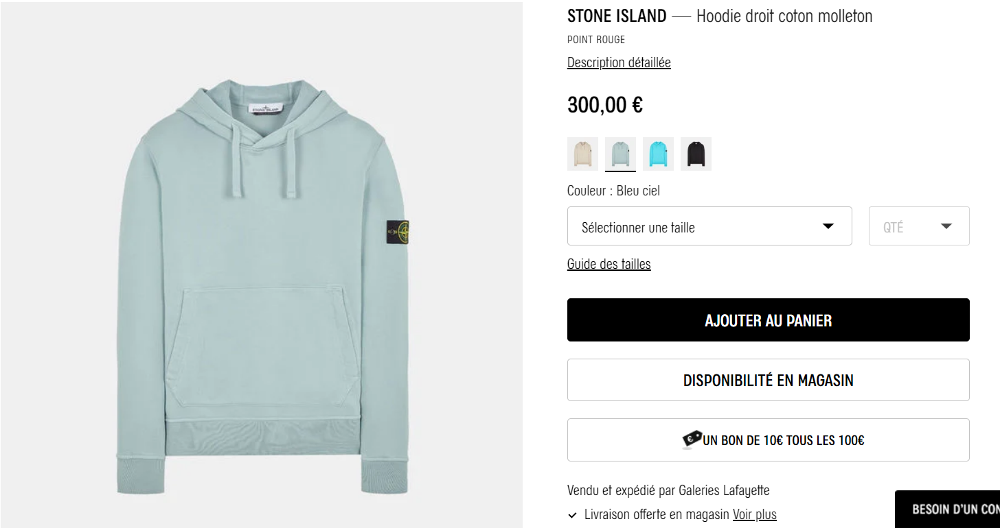 STONE ISLAND
STONE ISLAND — Hoodie droit coton molleton
POINT ROUGE
Description détaillée
300,00 €
Couleur : Bleu ciel
Sélectionner une taille
QTÉ
Guide des tailles
AJOUTER AU PANIER
DISPONIBILITÉ EN MAGASIN
€ UN BON DE 10€ TOUS LES 100€
Vendu et expédié par Galeries Lafayette
Livraison offerte en magasin Voir plus
BESOIN D'UN CON